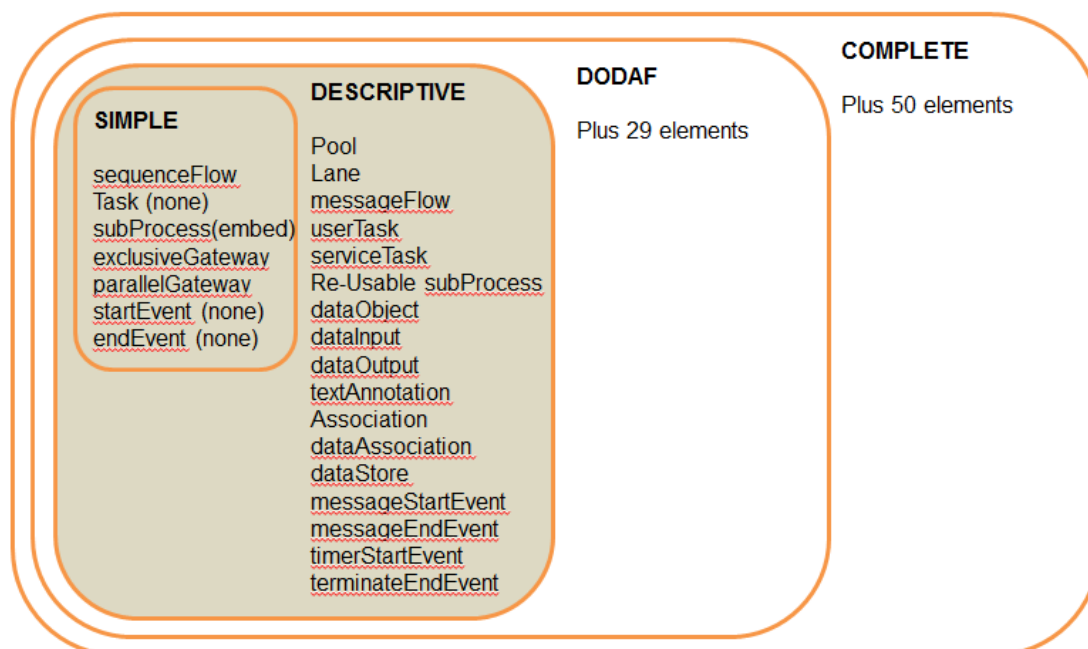 SIMPLE
sequenceFlow
Task (none)
subProcess(embed)
exclusiveGateway
parallelGateway
startEvent (none)
endEvent (none)
DESCRIPTIVE
Pool
Lane
messageFlow
userTask
serviceTask
Re-Usable subProcess
dataObject
dataInput
dataOutput
textAnnotation
Association
dataAssociation
dataStore
messageStartEvent
messageEndEvent
timerStartEvent
terminateEndEvent
DODAF
Plus 29 elements
COMPLETE
Plus 50 elements